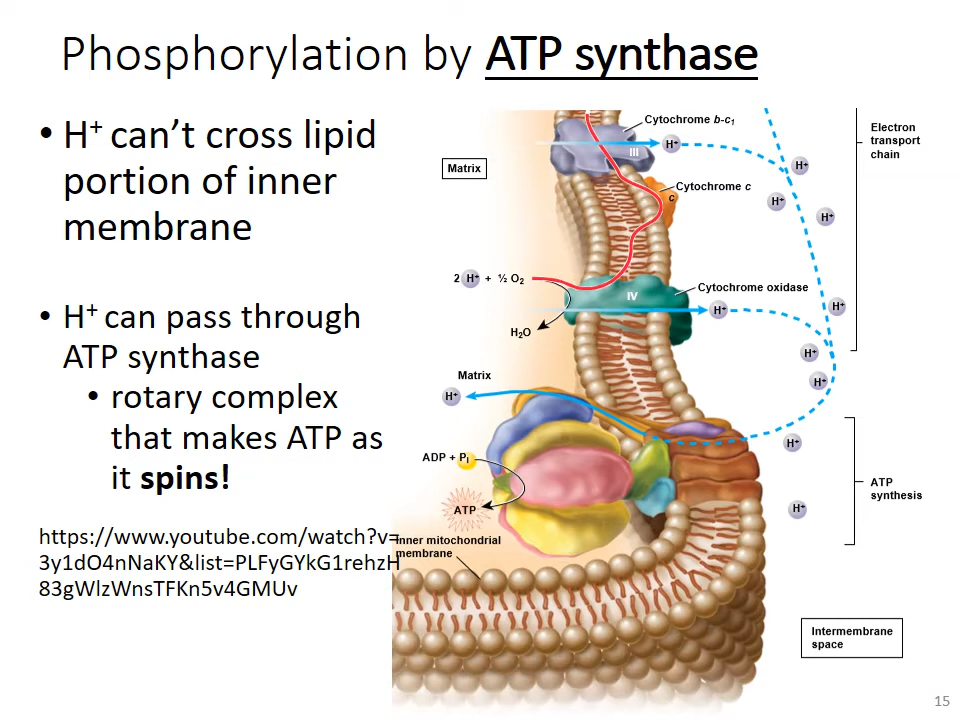 Phosphorylation by ATP synthase
• H⁺ can’t cross lipid
portion of inner
membrane
• H⁺ can pass through
ATP synthase
• rotary complex
that makes ATP as
it spins!
https://www.youtube.com/watch?v=
3y1dO4nNaKY&list=PLFyGYkG1rehzH
83gWlzWnsTFKn5v4GMUv
Cytochrome b-c₁
III
H⁺
Matrix
Electron
transport
chain
H⁺
Cytochrome c
c
H⁺
H⁺
2 H⁺ + ½ O₂
Cytochrome oxidase
IV
H⁺
H⁺
H₂O
H⁺
Matrix
H⁺
H⁺
H⁺
ADP + Pᵢ
ATP
ATP
synthesis
H⁺
Inner mitochondrial
membrane
Intermembrane
space
15